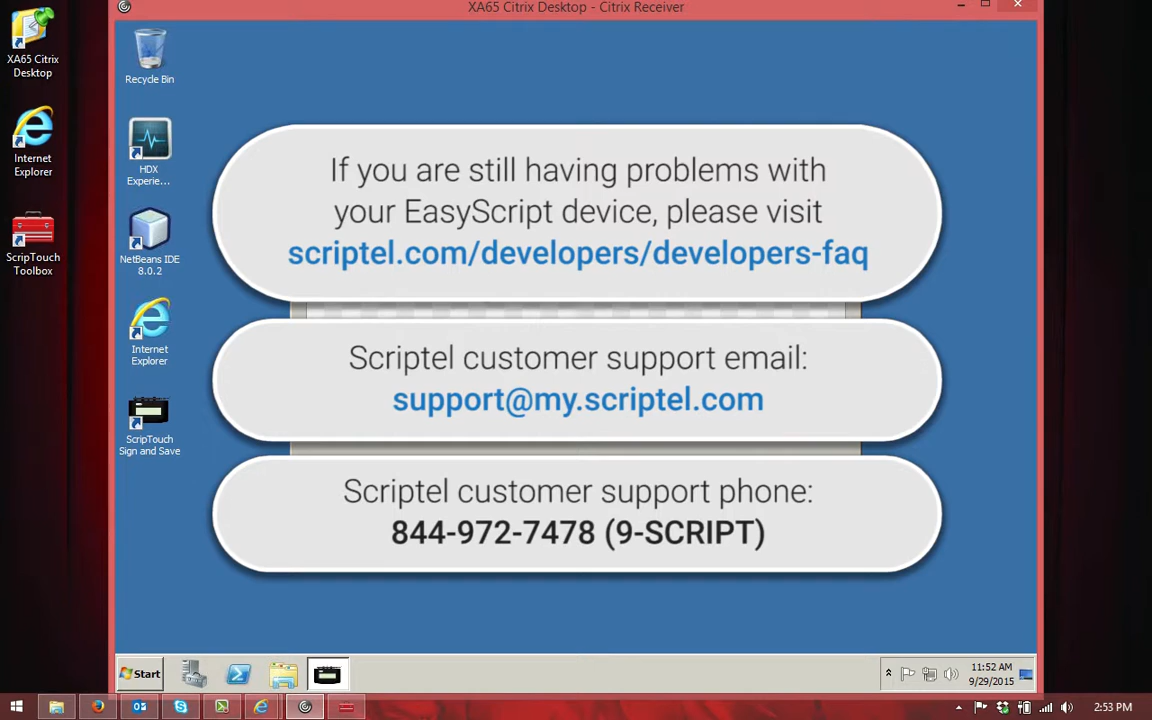 XA65 Citrix Desktop - Citrix Receiver
XA65 Citrix
Desktop
Internet
Explorer
ScripTouch
Toolbox
Recycle Bin
HDX
Experie...
NetBeans IDE
8.0.2
Internet
Explorer
ScripTouch
Sign and Save
If you are still having problems with
your EasyScript device, please visit
scriptel.com/developers/developers-faq
Scriptel customer support email:
support@my.scriptel.com
Scriptel customer support phone:
844-972-7478 (9-SCRIPT)
Start
11:52 AM
9/29/2015
2:53 PM